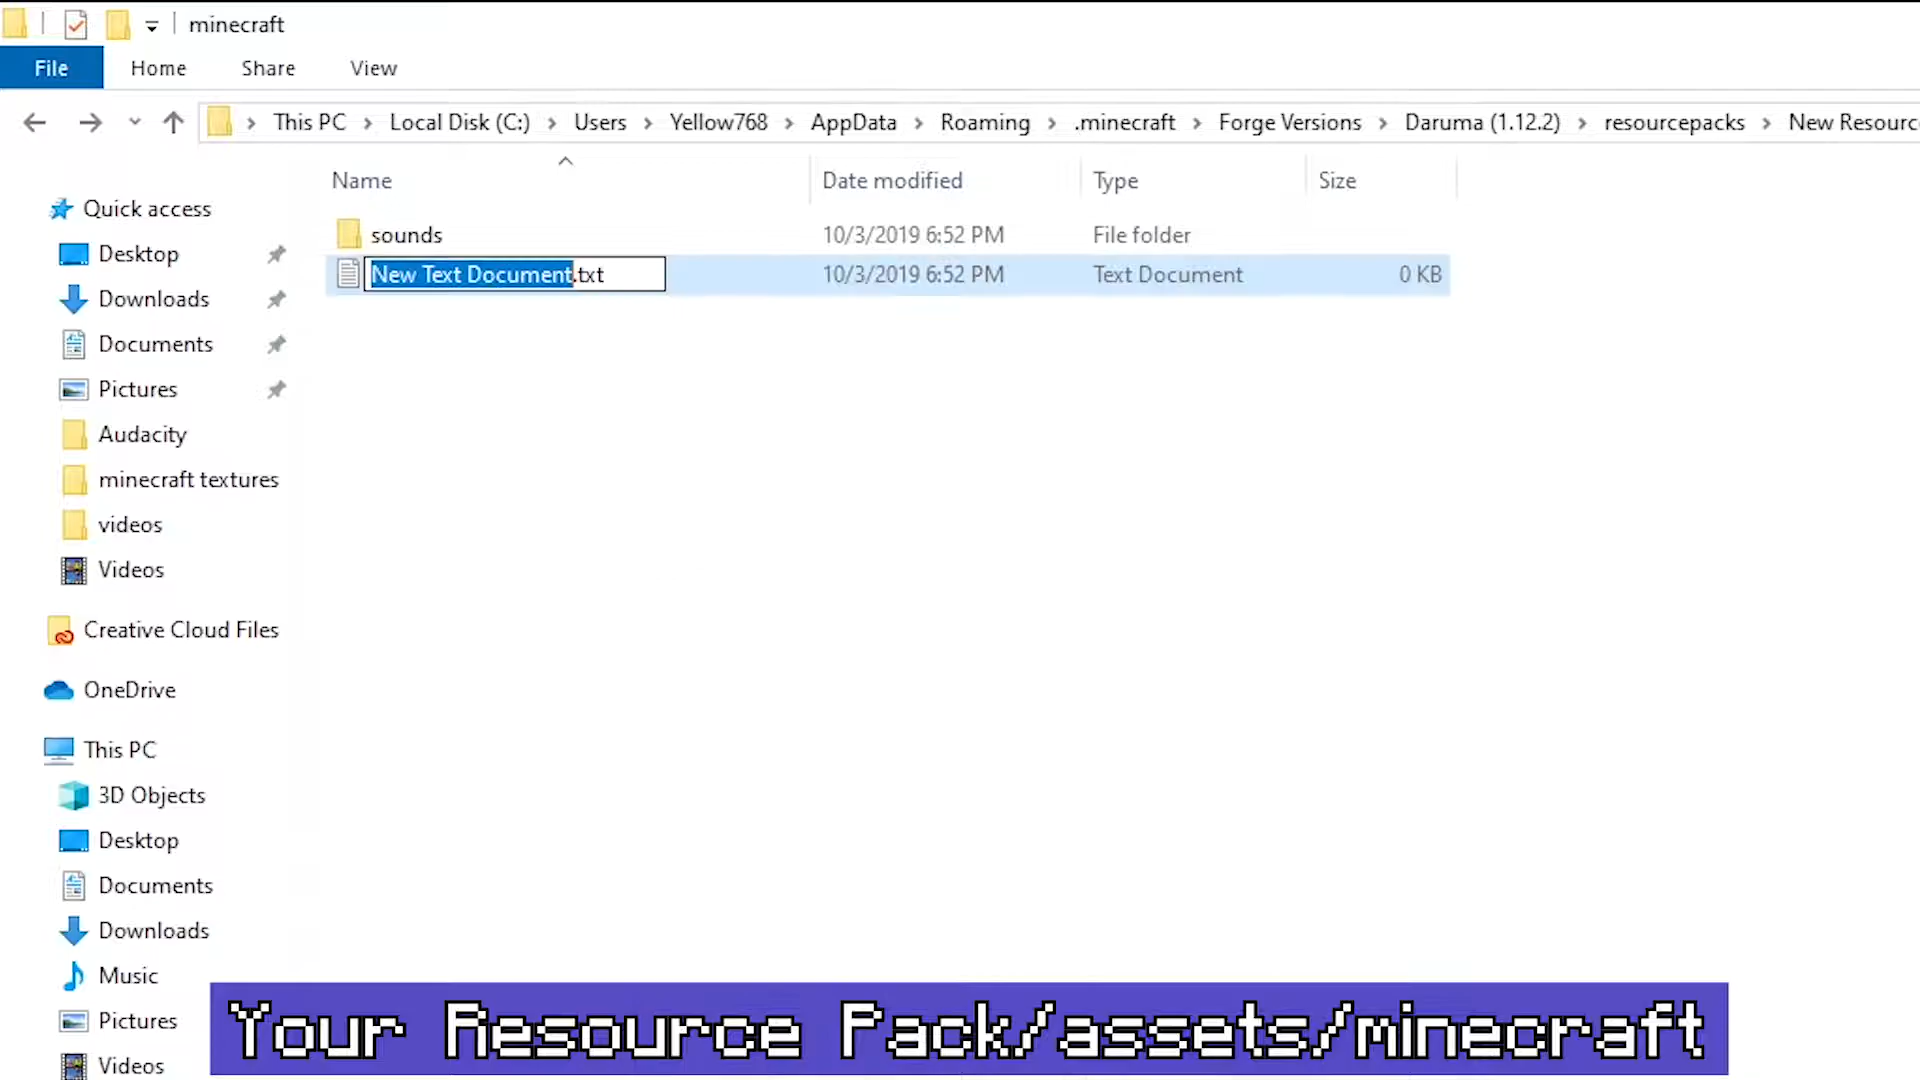 minecraft
File Home Share View
This PC > Local Disk (C:) > Users > Yellow768 > AppData > Roaming > .minecraft > Forge Versions > Daruma (1.12.2) > resourcepacks > New Resourc
Name Date modified Type Size
sounds 10/3/2019 6:52 PM File folder
New Text Document.txt 10/3/2019 6:52 PM Text Document 0 KB
Quick access
Desktop
Downloads
Documents
Pictures
Audacity
minecraft textures
videos
Videos
Creative Cloud Files
OneDrive
This PC
3D Objects
Desktop
Documents
Downloads
Music
Pictures
Videos
Your Resource Pack/assets/minecraft